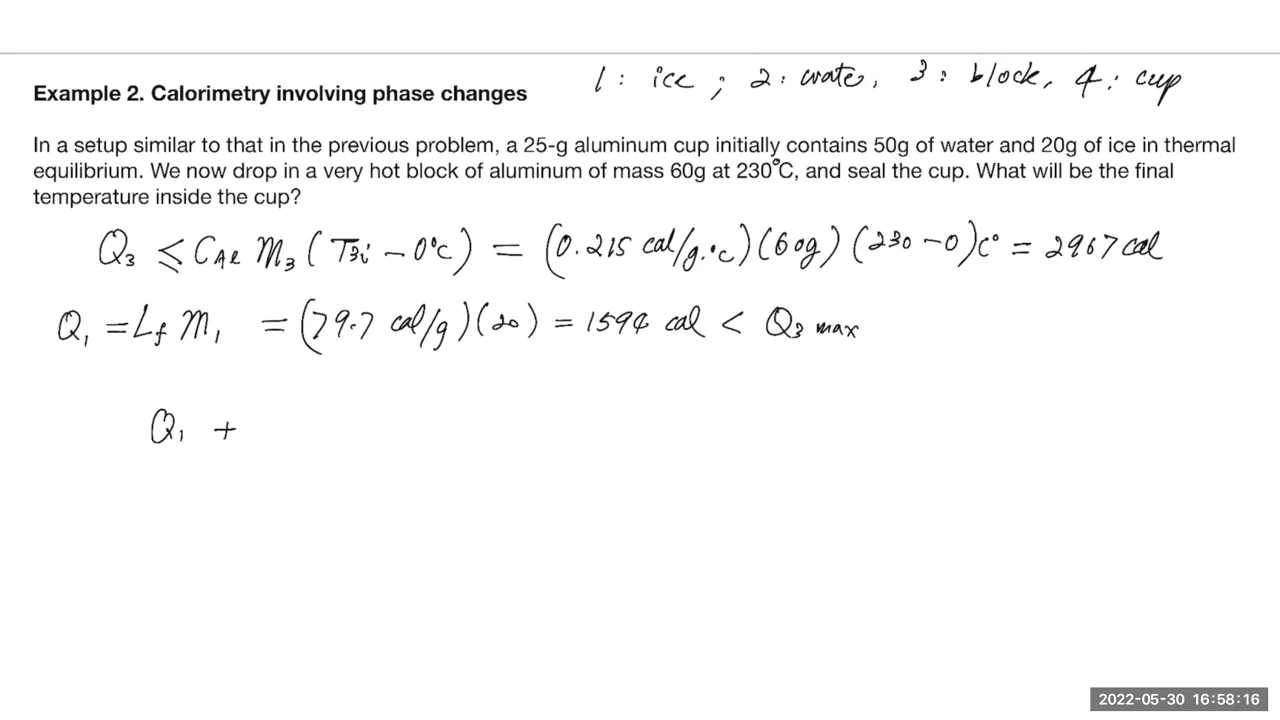 1 : ice ; 2 : water, 3 : block, 4 : cup
Example 2. Calorimetry involving phase changes
In a setup similar to that in the previous problem, a 25-g aluminum cup initially contains 50g of water and 20g of ice in thermal
equilibrium. We now drop in a very hot block of aluminum of mass 60g at 230°C, and seal the cup. What will be the final
temperature inside the cup?
Q₃ ⩽ C_Al m₃ ( T₃ᵢ − 0°C ) = (0.215 cal/g·°C) (60g) (230 − 0)C° = 2967 cal
Q₁ = L_f m₁ = (79.7 cal/g) (20) = 1594 cal < Q₃ max
Q₁ +
2022-05-30 16:58:16